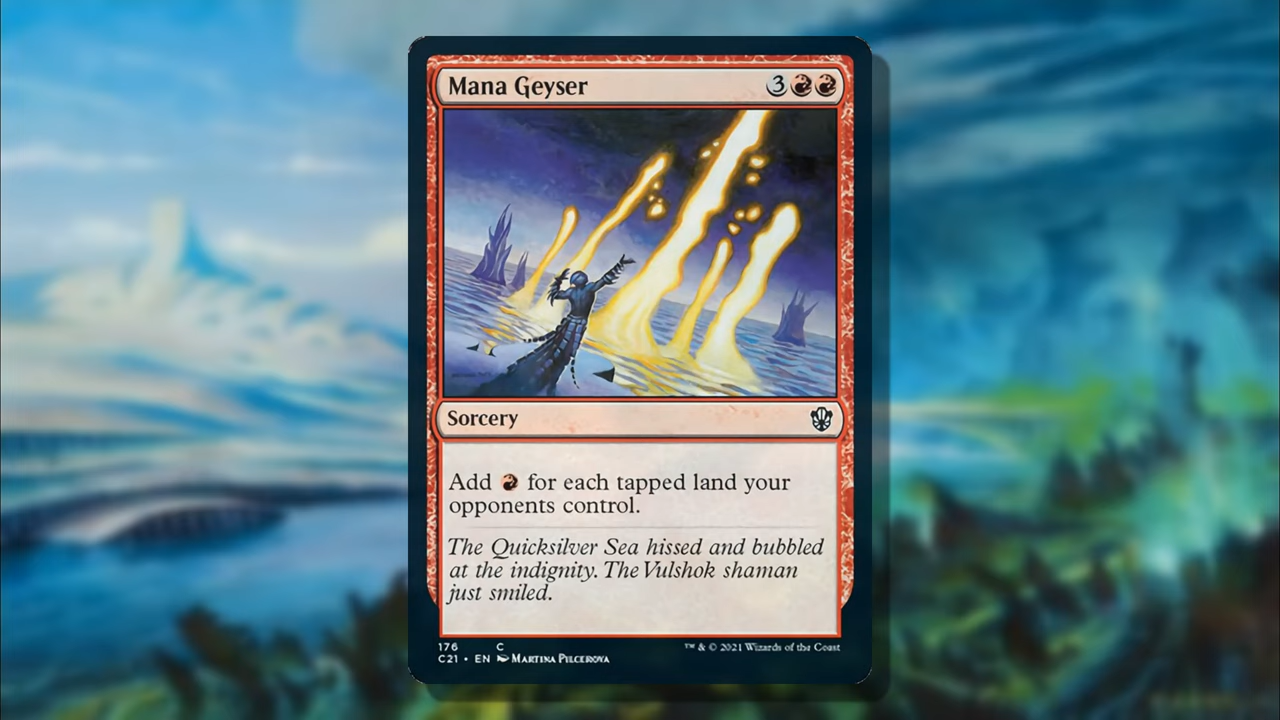 Mana Geyser 3
Sorcery
Add for each tapped land your
opponents control.
The Quicksilver Sea hissed and bubbled
at the indignity. The Vulshok shaman
just smiled.
176 C
C21 • EN Martina Pilcerova
™ & © 2021 Wizards of the Coast